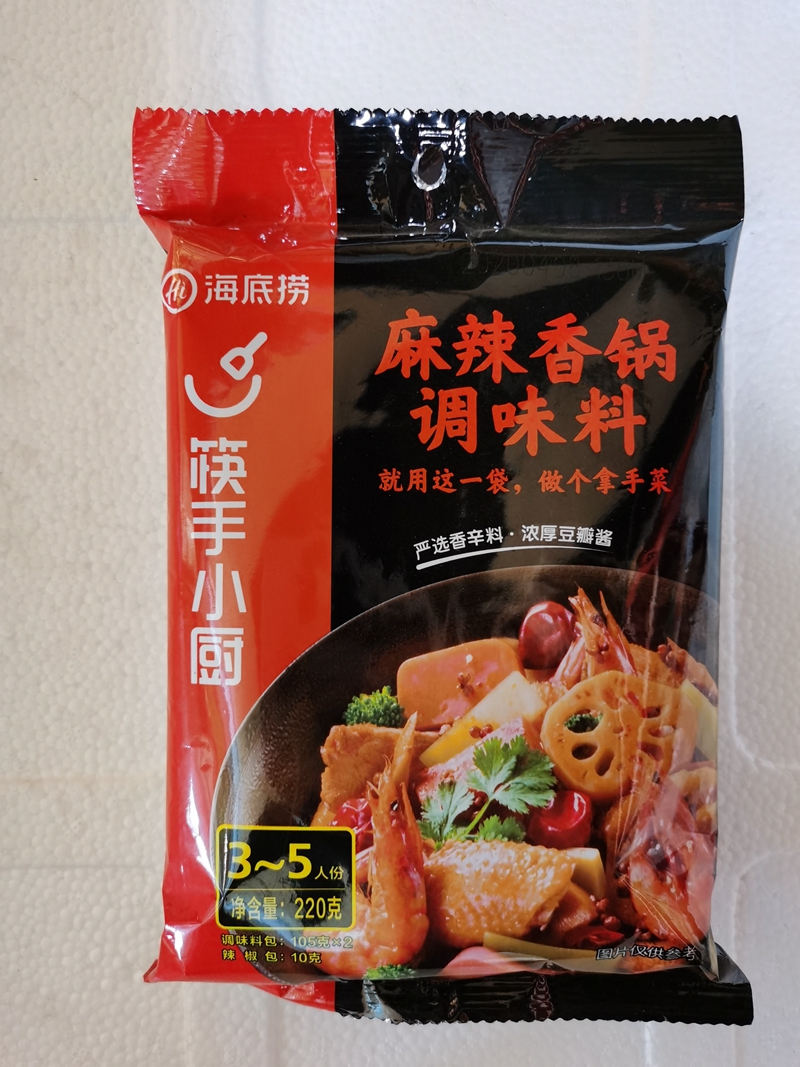 Hi 海底捞
筷手小厨
麻辣香锅
调味料
就用这一袋，做个拿手菜
严选香辛料·浓厚豆瓣酱
3~5人份
净含量：220克
调味料包：105克×2
辣椒包：10克
图片仅供参考